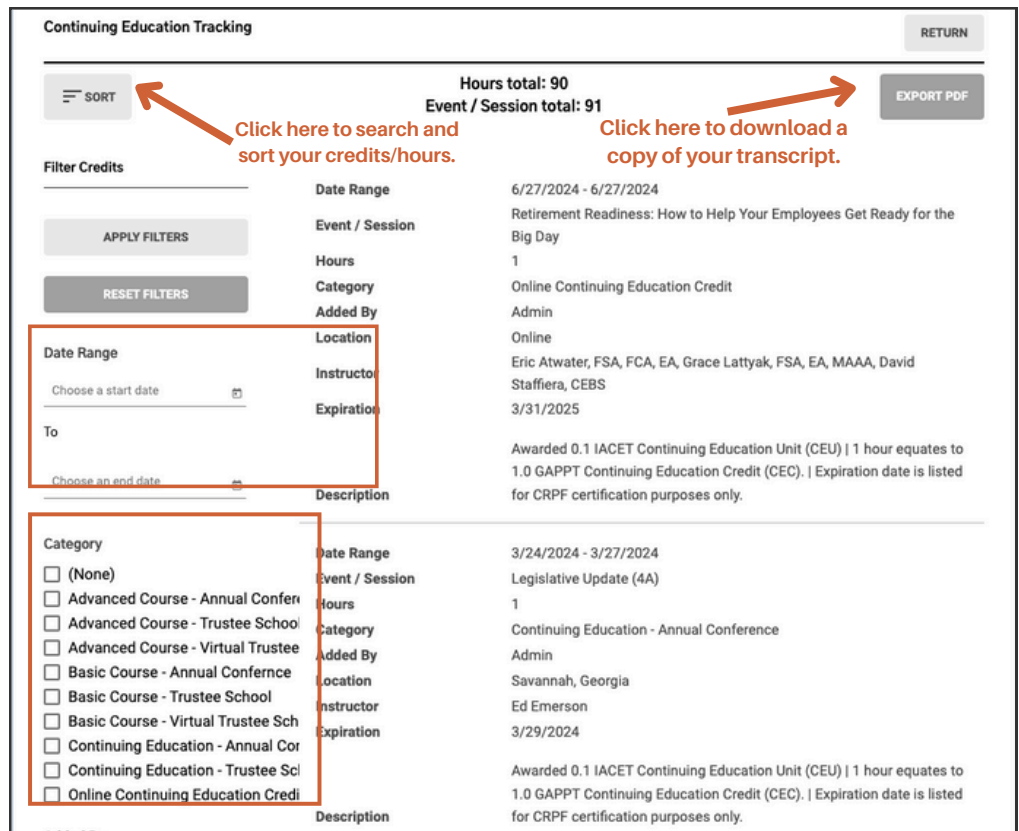 Continuing Education Tracking
RETURN
SORT
Hours total: 90
Event / Session total: 91
EXPORT PDF
Click here to search and
sort your credits/hours.
Click here to download a
copy of your transcript.
Filter Credits
APPLY FILTERS
RESET FILTERS
Date Range
Choose a start date
To
Choose an end date
Category
(None)
Advanced Course - Annual Confere
Advanced Course - Trustee School
Advanced Course - Virtual Trustee
Basic Course - Annual Confernce
Basic Course - Trustee School
Basic Course - Virtual Trustee Sch
Continuing Education - Annual Con
Continuing Education - Trustee Scl
Online Continuing Education Credi
Date Range 6/27/2024 - 6/27/2024
Event / Session Retirement Readiness: How to Help Your Employees Get Ready for the
Big Day
Hours 1
Category Online Continuing Education Credit
Added By Admin
Location Online
Instructor Eric Atwater, FSA, FCA, EA, Grace Lattyak, FSA, EA, MAAA, David
Staffiera, CEBS
Expiration 3/31/2025
Awarded 0.1 IACET Continuing Education Unit (CEU) | 1 hour equates to
1.0 GAPPT Continuing Education Credit (CEC). | Expiration date is listed
Description for CRPF certification purposes only.
Date Range 3/24/2024 - 3/27/2024
Event / Session Legislative Update (4A)
Hours 1
Category Continuing Education - Annual Conference
Added By Admin
Location Savannah, Georgia
Instructor Ed Emerson
Expiration 3/29/2024
Awarded 0.1 IACET Continuing Education Unit (CEU) | 1 hour equates to
1.0 GAPPT Continuing Education Credit (CEC). | Expiration date is listed
Description for CRPF certification purposes only.